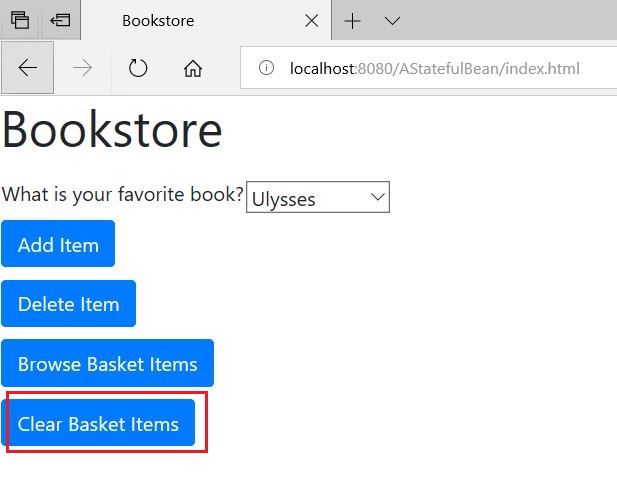 Bookstore
localhost:8080/AStatefulBean/index.html
Bookstore
What is your favorite book? Ulysses
Add Item
Delete Item
Browse Basket Items
Clear Basket Items